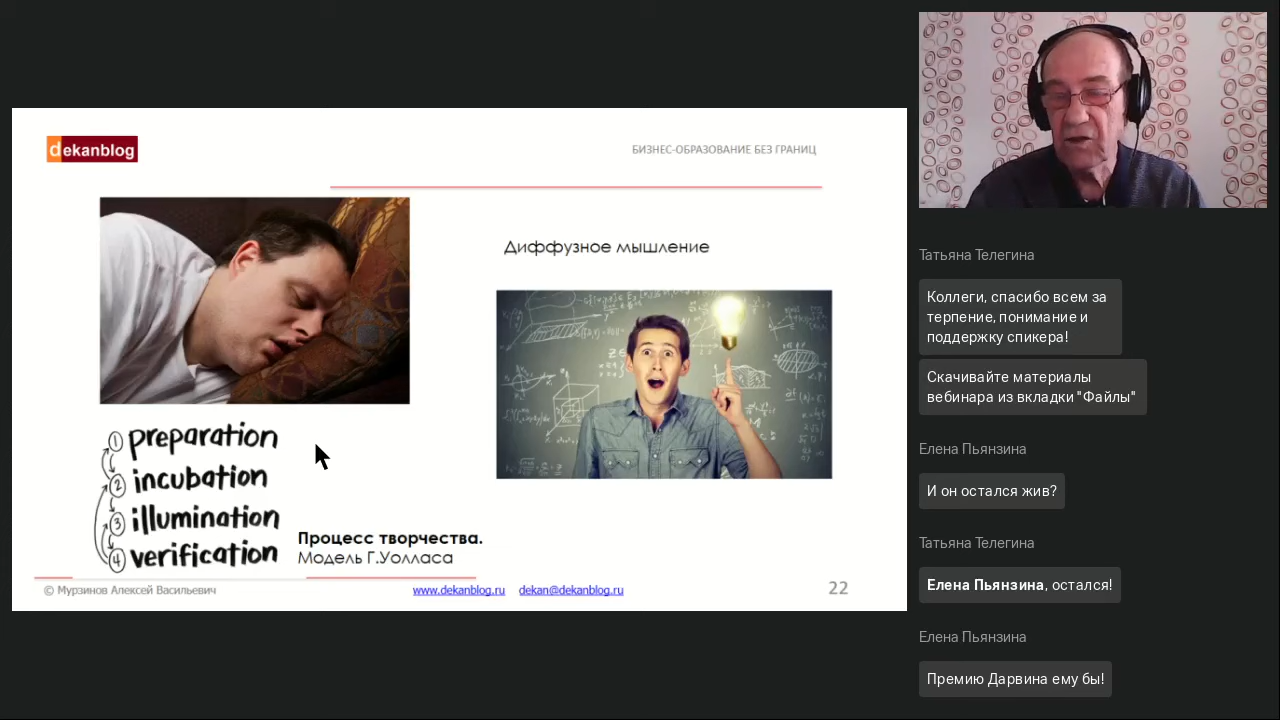 dekanblog
БИЗНЕС-ОБРАЗОВАНИЕ БЕЗ ГРАНИЦ
Диффузное мышление
1 preparation
2 incubation
3 illumination
4 verification
Процесс творчества.
Модель Г.Уолласа
© Мурзинов Алексей Васильевич
www.dekanblog.ru dekan@dekanblog.ru
22
Татьяна Телегина
Коллеги, спасибо всем за
терпение, понимание и
поддержку спикера!
Скачивайте материалы
вебинара из вкладки "Файлы"
Елена Пьянзина
И он остался жив?
Татьяна Телегина
Елена Пьянзина, остался!
Елена Пьянзина
Премию Дарвина ему бы!